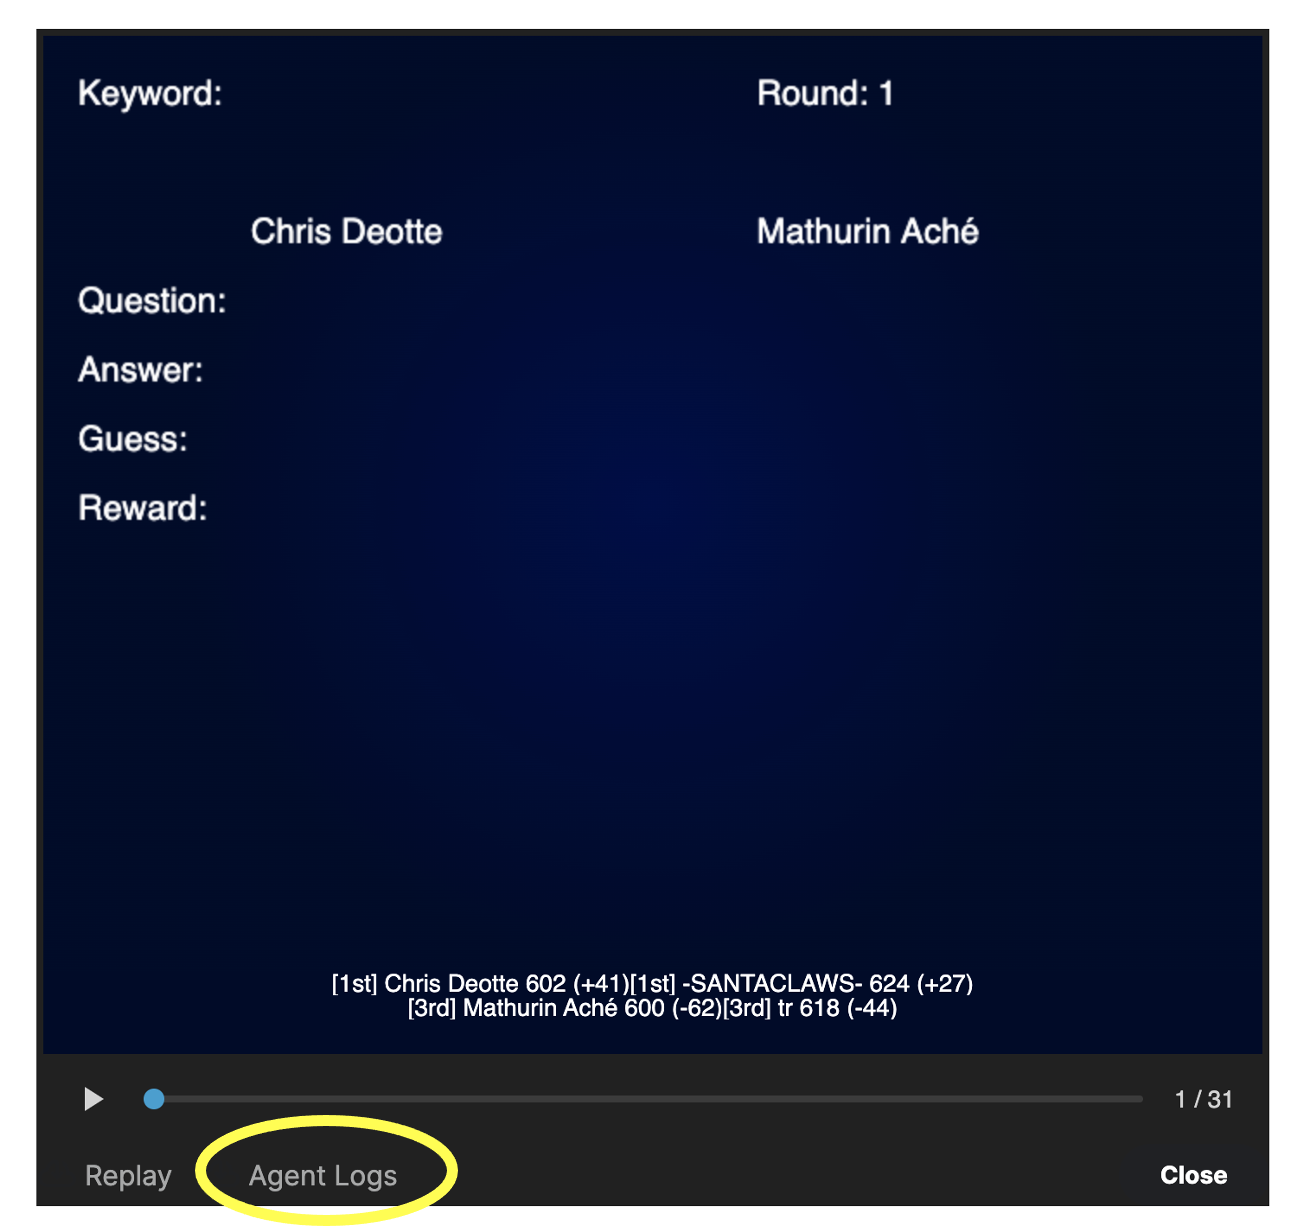 Keyword: Round: 1
Chris Deotte Mathurin Aché
Question:
Answer:
Guess:
Reward:
[1st] Chris Deotte 602 (+41)[1st] -SANTACLAWS- 624 (+27)
[3rd] Mathurin Aché 600 (-62)[3rd] tr 618 (-44)
1 / 31
Replay Agent Logs Close